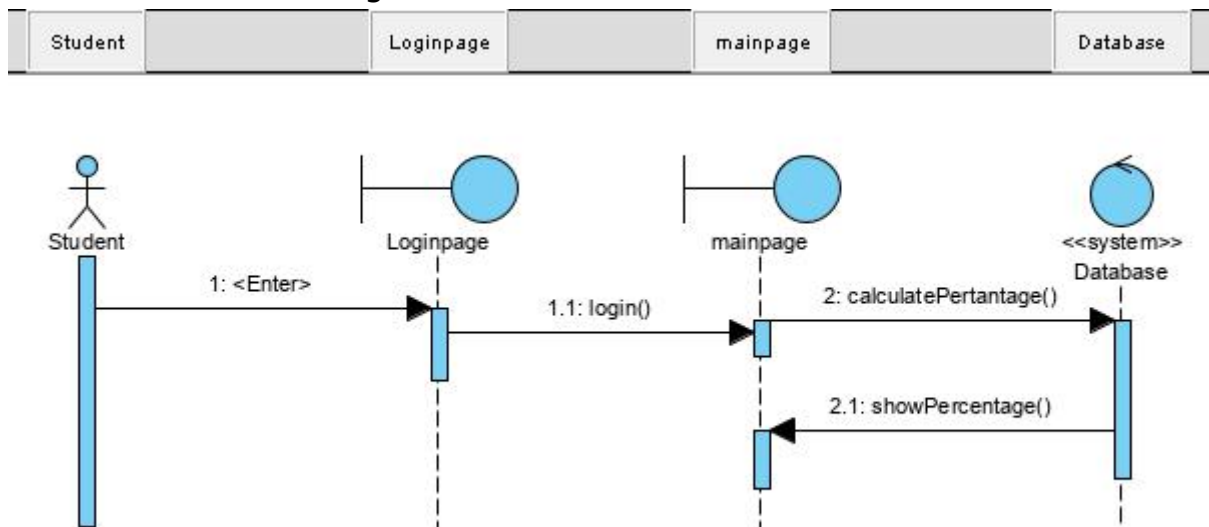 Student
Loginpage
mainpage
Database
Student
Loginpage
mainpage
<<system>>
Database
1: <Enter>
1.1: login()
2: calculatePertantage()
2.1: showPercentage()